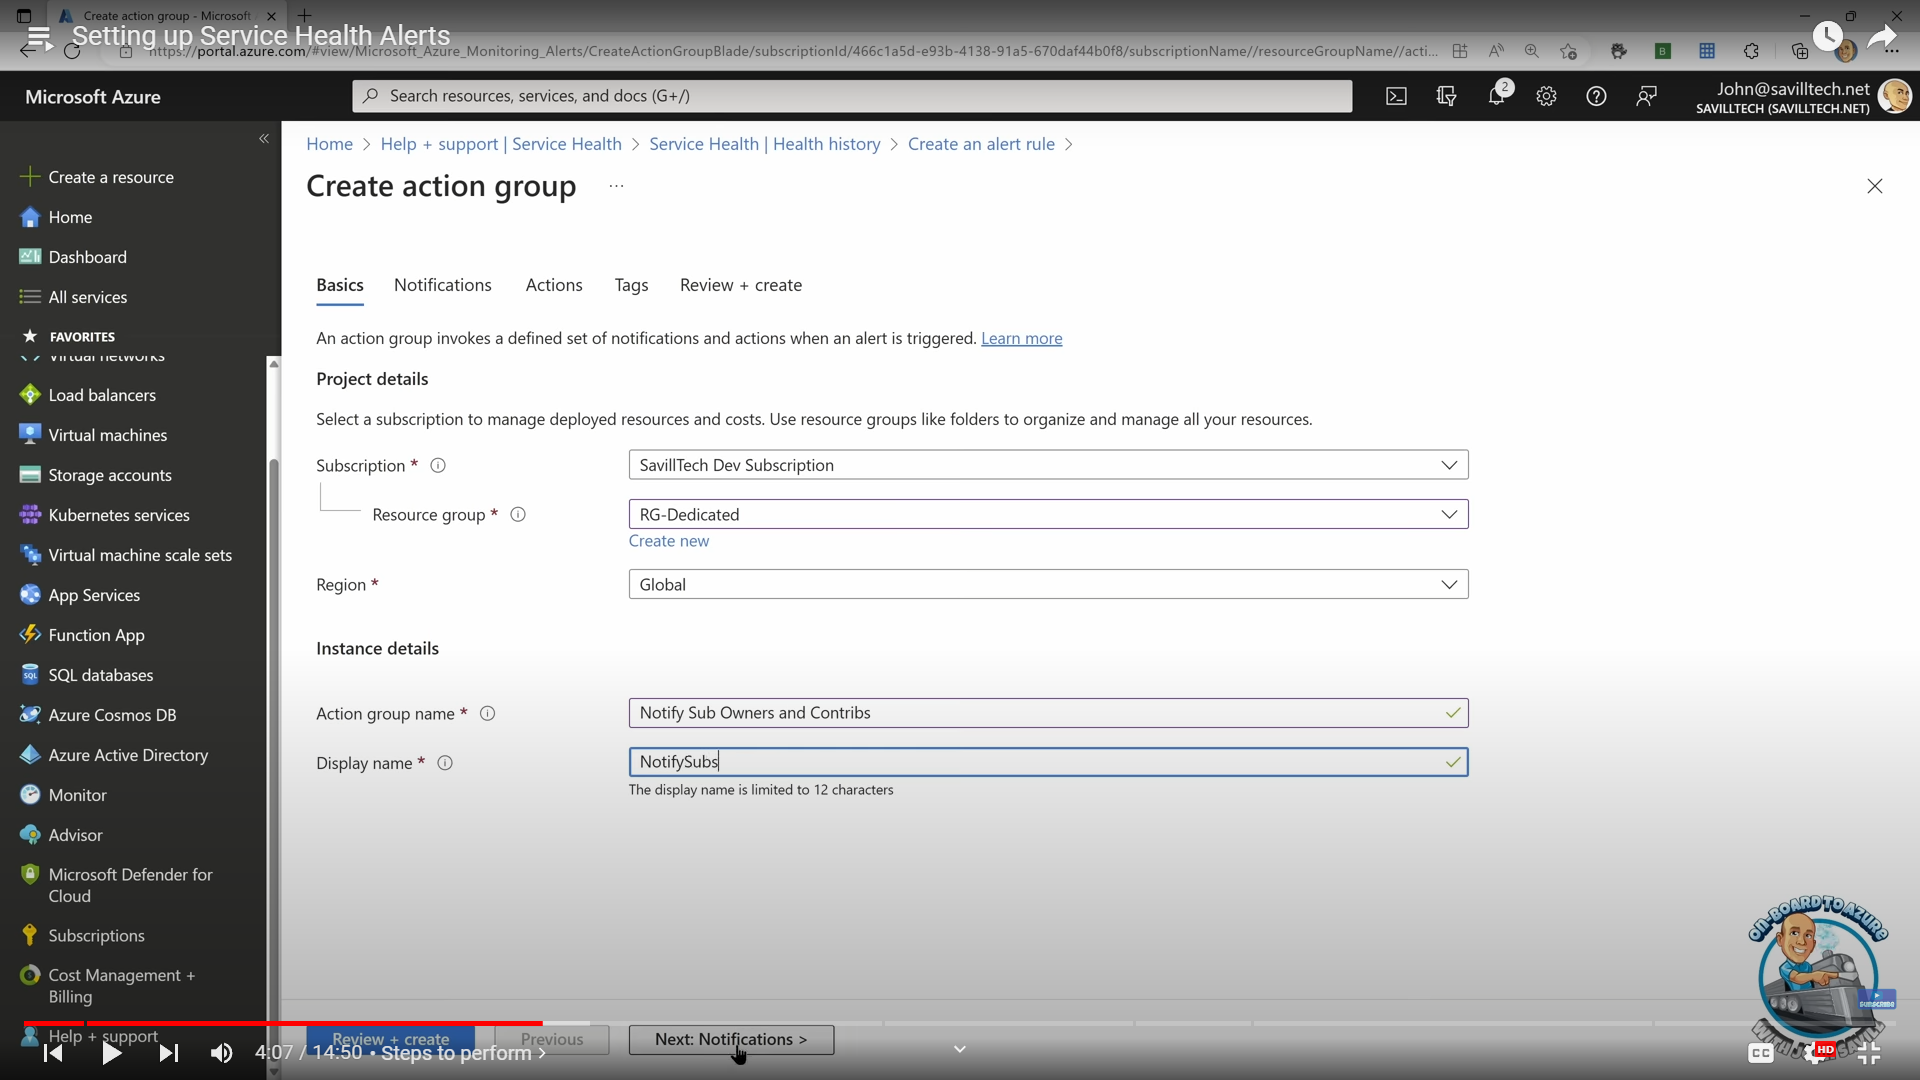 Create action group - Microsoft
Setting up Service Health Alerts
https://portal.azure.com/#view/Microsoft_Azure_Monitoring_Alerts/CreateActionGroupBlade/subscriptionId/466c1a5d-e93b-4138-91a5-670daf44b0f8/subscriptionName//resourceGroupName//acti...
Microsoft Azure
Search resources, services, and docs (G+/)
2
John@savilltech.net
SAVILLTECH (SAVILLTECH.NET)
Home > Help + support | Service Health > Service Health | Health history > Create an alert rule >
Create action group ...
Create a resource
Home
Dashboard
All services
FAVORITES
Virtual networks
Load balancers
Virtual machines
Storage accounts
Kubernetes services
Virtual machine scale sets
App Services
Function App
SQL databases
Azure Cosmos DB
Azure Active Directory
Monitor
Advisor
Microsoft Defender for
Cloud
Subscriptions
Cost Management +
Billing
Help + support
Basics Notifications Actions Tags Review + create
An action group invokes a defined set of notifications and actions when an alert is triggered. Learn more
Project details
Select a subscription to manage deployed resources and costs. Use resource groups like folders to organize and manage all your resources.
Subscription * SavillTech Dev Subscription
Resource group * RG-Dedicated
Create new
Region * Global
Instance details
Action group name * Notify Sub Owners and Contribs
Display name * NotifySubs
The display name is limited to 12 characters
Review + create Previous Next: Notifications >
4:07 / 14:50 • Steps to perform >
ON-BOARD TO AZURE
SUBSCRIBE
WITH JOHN SAVILL
CC HD